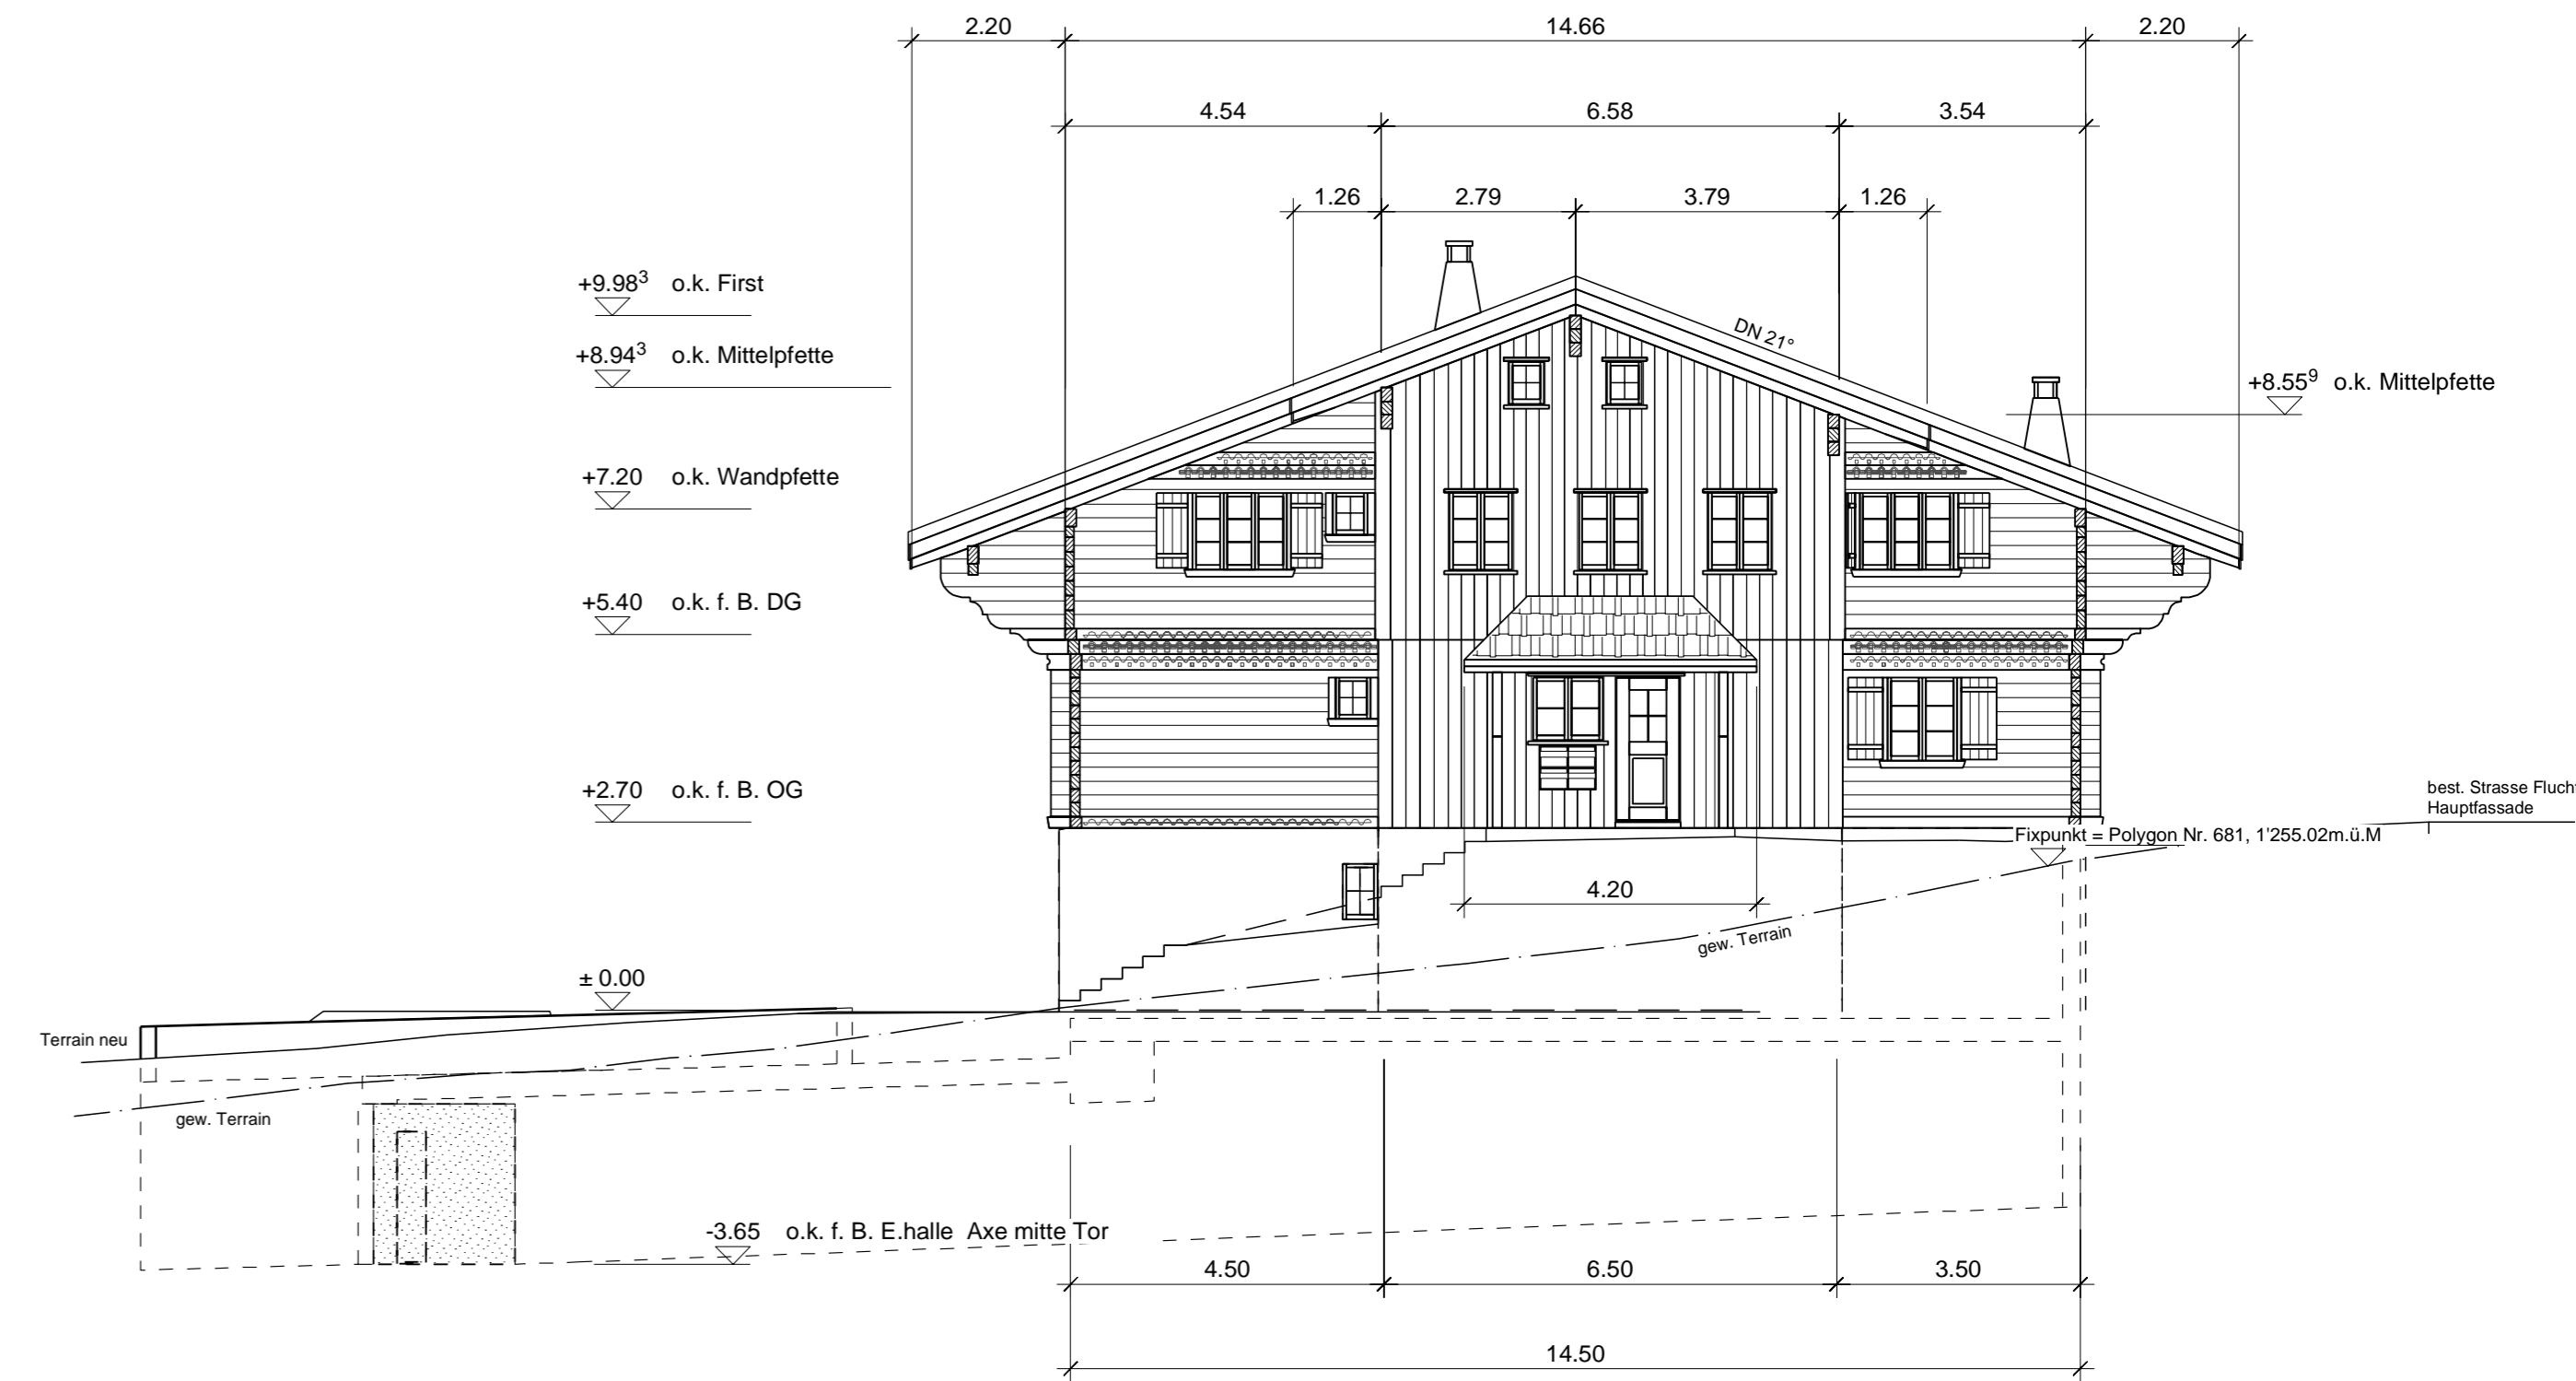 2.20 14.66 2.20
4.54 6.58 3.54
1.26 2.79 3.79 1.26
+9.98³ o.k. First
DN 21°
+8.94³ o.k. Mittelpfette
+8.55⁹ o.k. Mittelpfette
+7.20 o.k. Wandpfette
+5.40 o.k. f. B. DG
+2.70 o.k. f. B. OG
best. Strasse Fluch
Hauptfassade
Fixpunkt = Polygon Nr. 681, 1'255.02m.ü.M
4.20
gew. Terrain
± 0.00
Terrain neu
gew. Terrain
-3.65 o.k. f. B. E.halle Axe mitte Tor
4.50 6.50 3.50
14.50